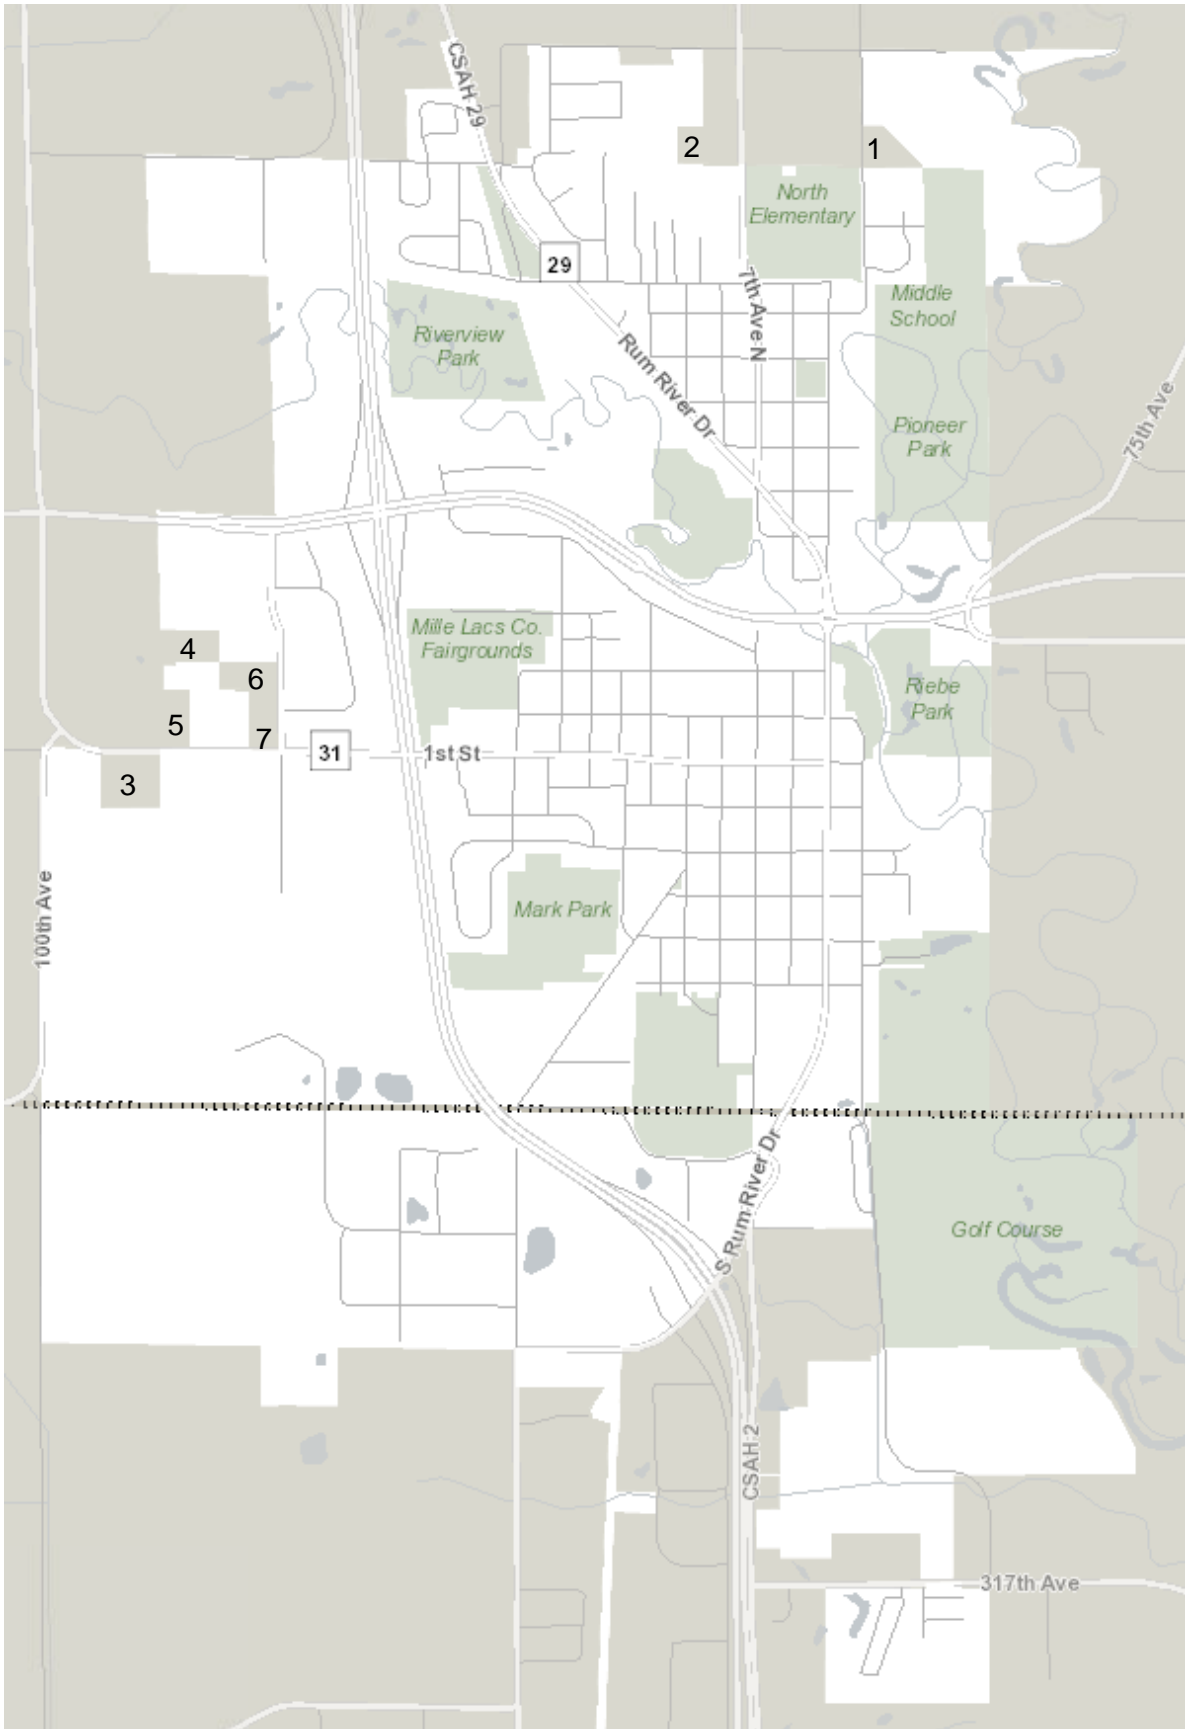 CSAH 29
2
1
North
Elementary
29
7th Ave N
Middle
School
Riverview
Park
Rum River Dr
75th Ave
Pioneer
Park
Mille Lacs Co.
Fairgrounds
4
6
Riebe
Park
5
7
31
1st St
3
100th Ave
Mark Park
S Rum River Dr
Golf Course
CSAH 2
317th Ave